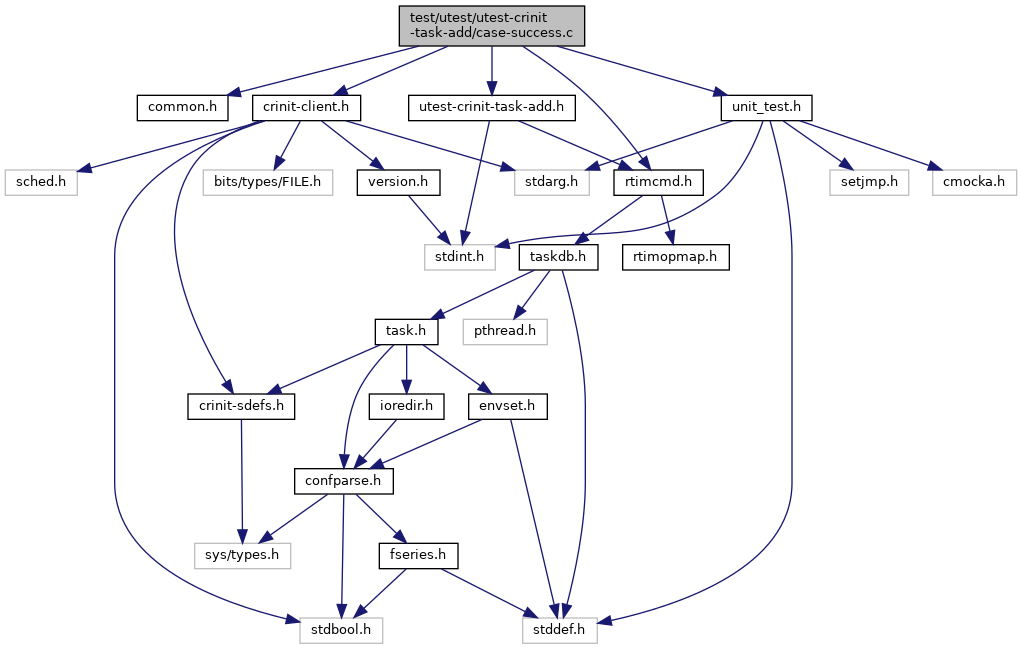 test/utest/utest-crinit
-task-add/case-success.c
common.h
crinit-client.h
utest-crinit-task-add.h
unit_test.h
sched.h
bits/types/FILE.h
version.h
stdarg.h
rtimcmd.h
setjmp.h
cmocka.h
stdint.h
taskdb.h
rtimopmap.h
task.h
pthread.h
crinit-sdefs.h
ioredir.h
envset.h
confparse.h
sys/types.h
fseries.h
stdbool.h
stddef.h